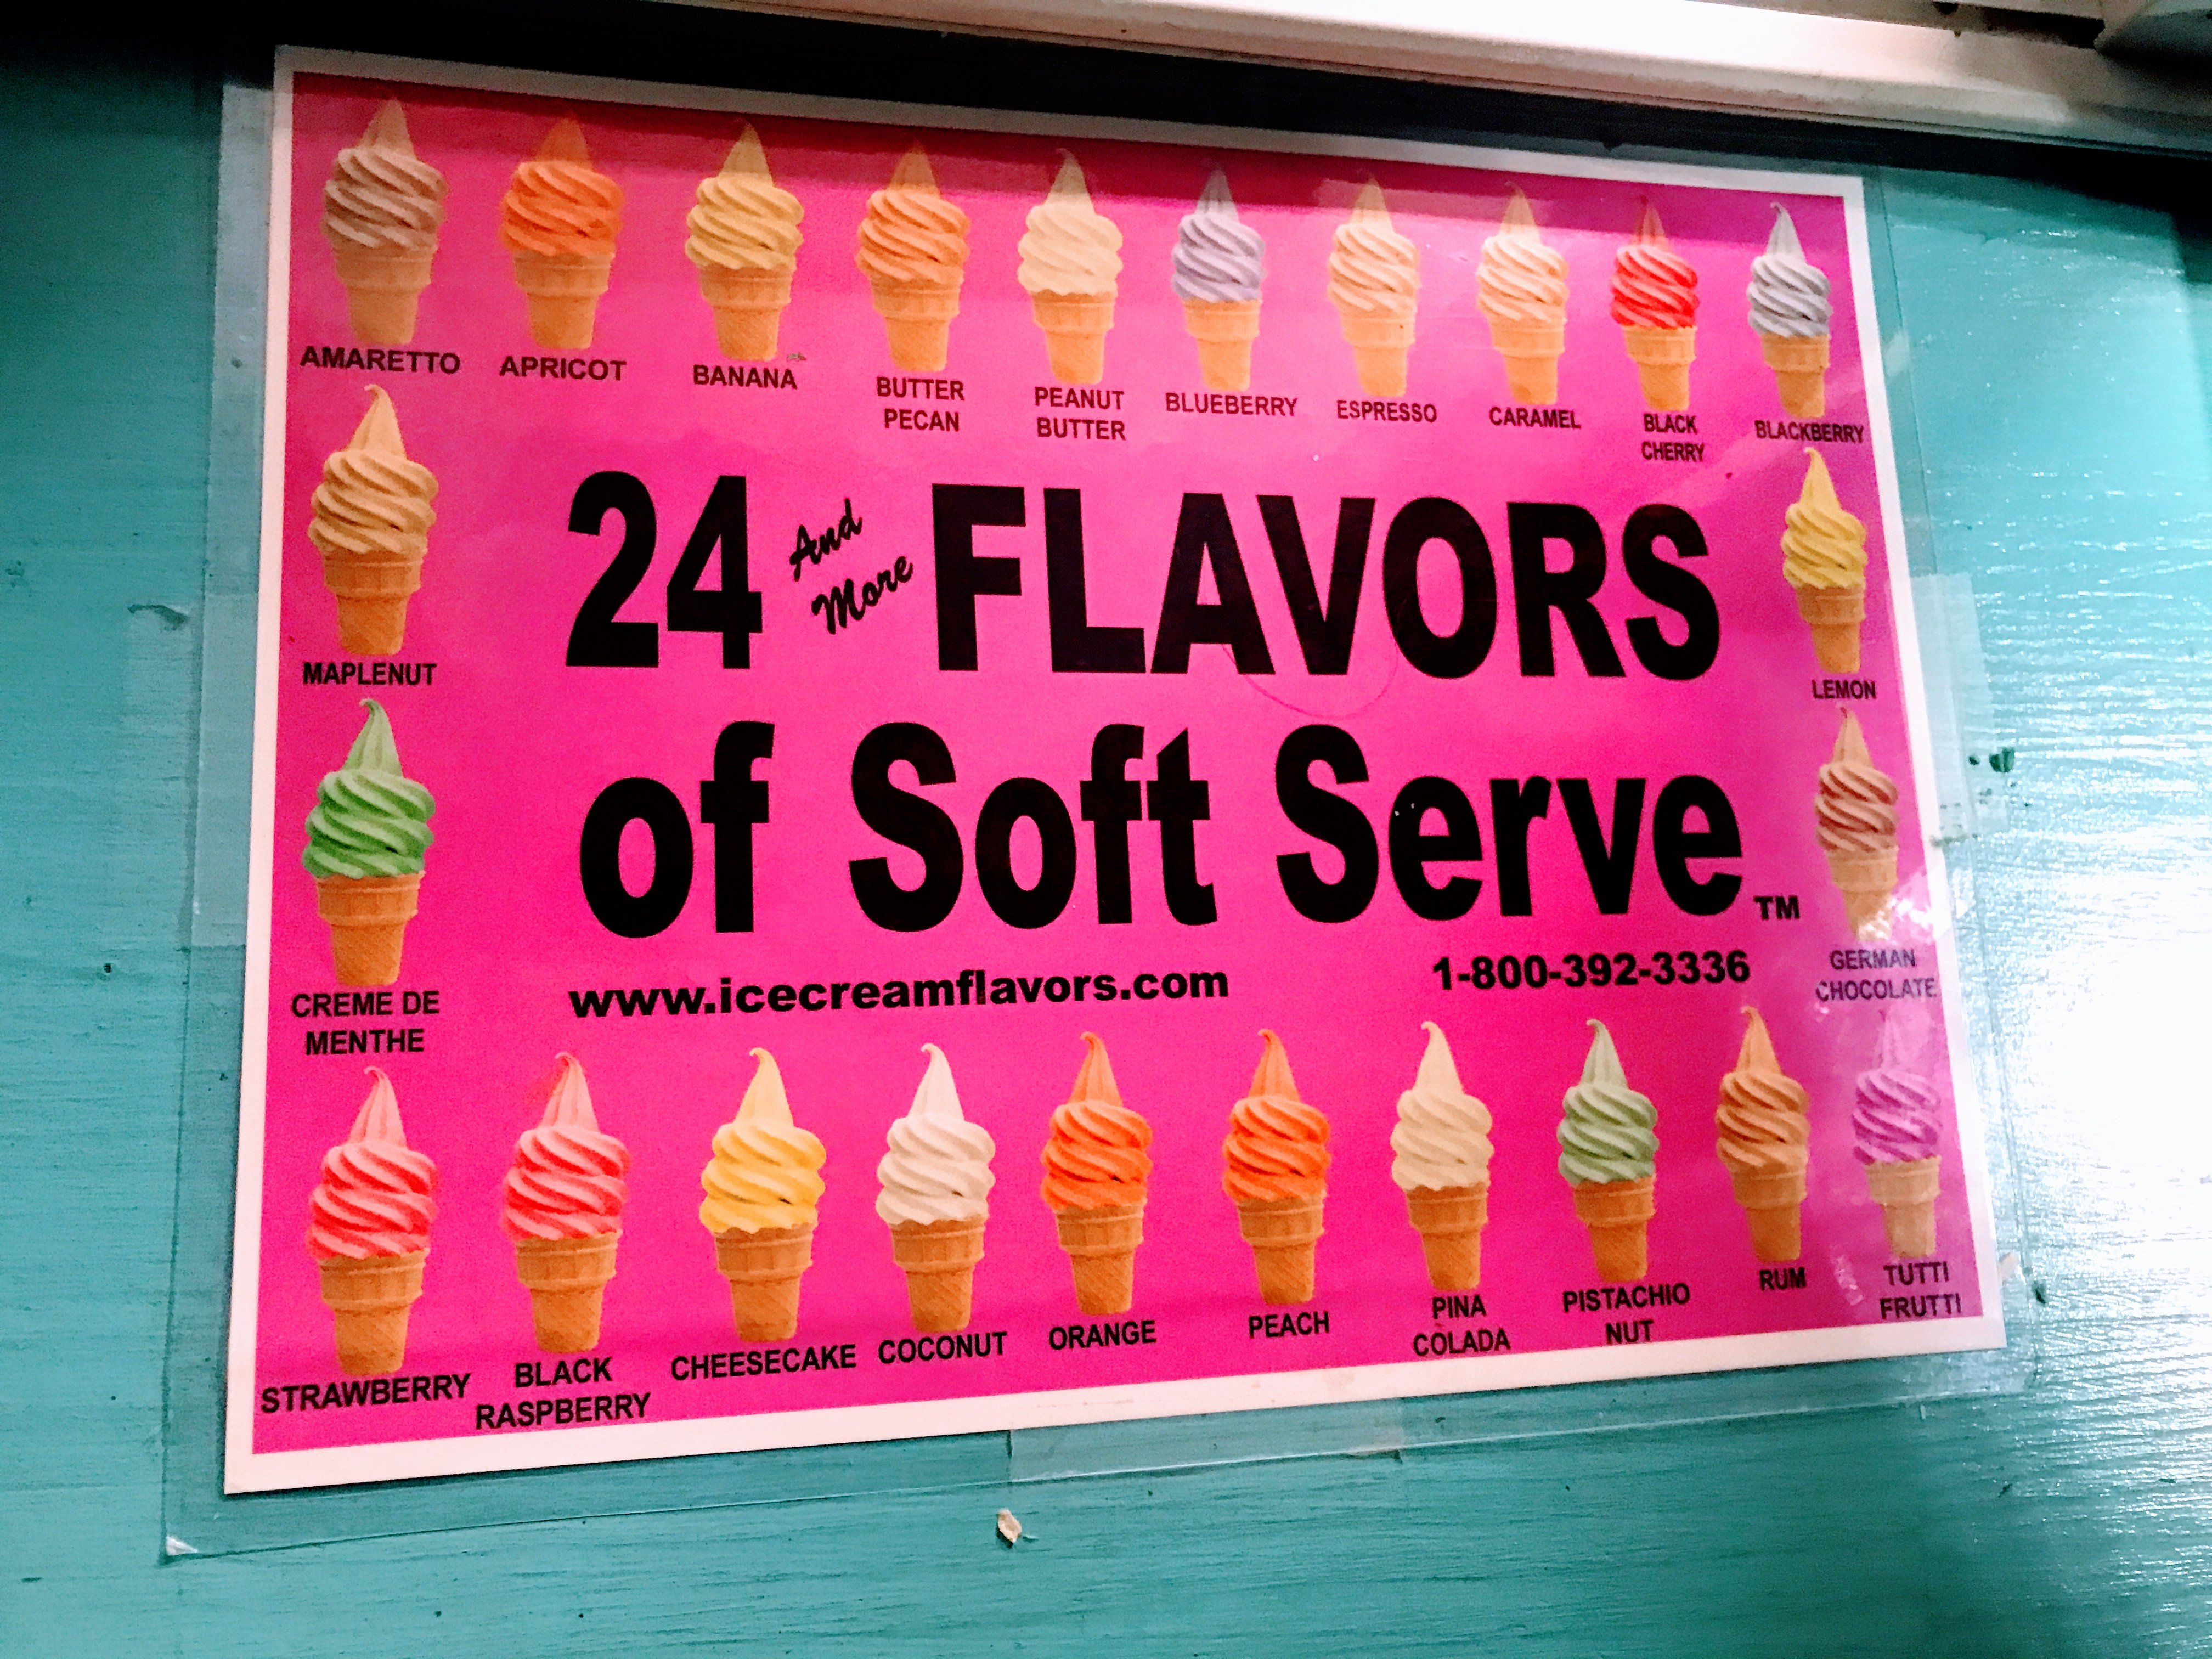 AMARETTO APRICOT BANANA BUTTER PECAN PEANUT BUTTER BLUEBERRY ESPRESSO CARAMEL BLACK CHERRY BLACKBERRY
MAPLENUT
LEMON
24 And More FLAVORS
of Soft Serve TM
www.icecreamflavors.com 1-800-392-3336
CREME DE MENTHE
GERMAN CHOCOLATE
STRAWBERRY BLACK RASPBERRY CHEESECAKE COCONUT ORANGE PEACH PINA COLADA PISTACHIO NUT RUM TUTTI FRUTTI